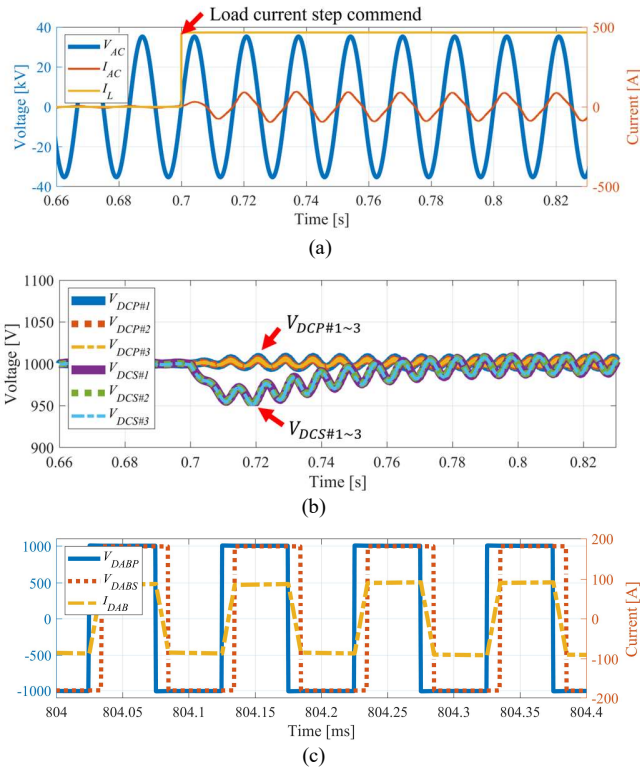 Load current step commend
Voltage [kV]
40
20
0
-20
-40
V_AC
I_AC
I_L
500
0
-500
Current [A]
0.66 0.68 0.7 0.72 0.74 0.76 0.78 0.8 0.82
Time [s]
(a)
Voltage [V]
1100
1050
1000
950
900
V_DCP#1
V_DCP#2
V_DCP#3
V_DCS#1
V_DCS#2
V_DCS#3
V_DCP#1~3
V_DCS#1~3
0.66 0.68 0.7 0.72 0.74 0.76 0.78 0.8 0.82
Time [s]
(b)
1000
500
0
-500
-1000
V_DABP
V_DABS
I_DAB
200
100
0
-100
-200
Current [A]
804 804.05 804.1 804.15 804.2 804.25 804.3 804.35 804.4
Time [ms]
(c)